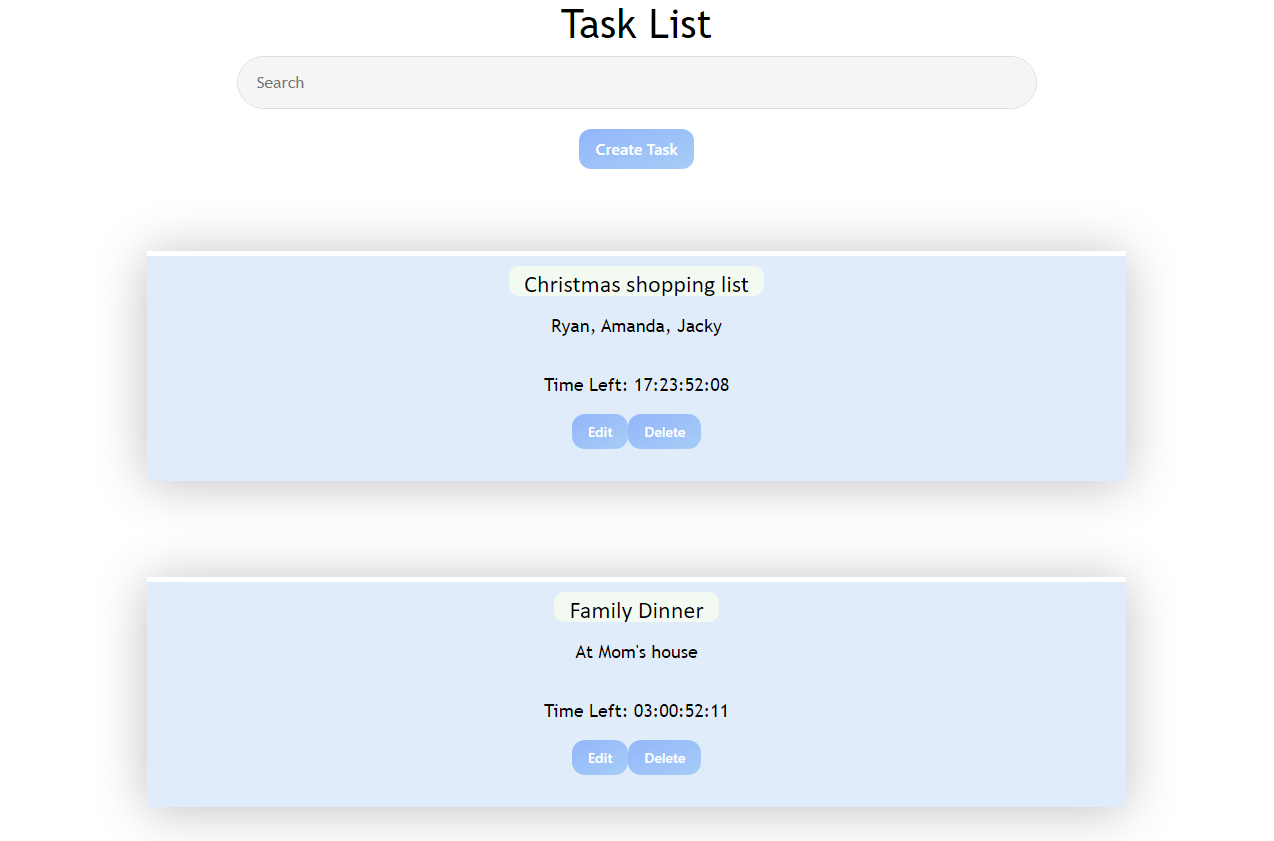 Task List
Search
Create Task
Christmas shopping list
Ryan, Amanda, Jacky
Time Left: 17:23:52:08
Edit Delete
Family Dinner
At Mom's house
Time Left: 03:00:52:11
Edit Delete